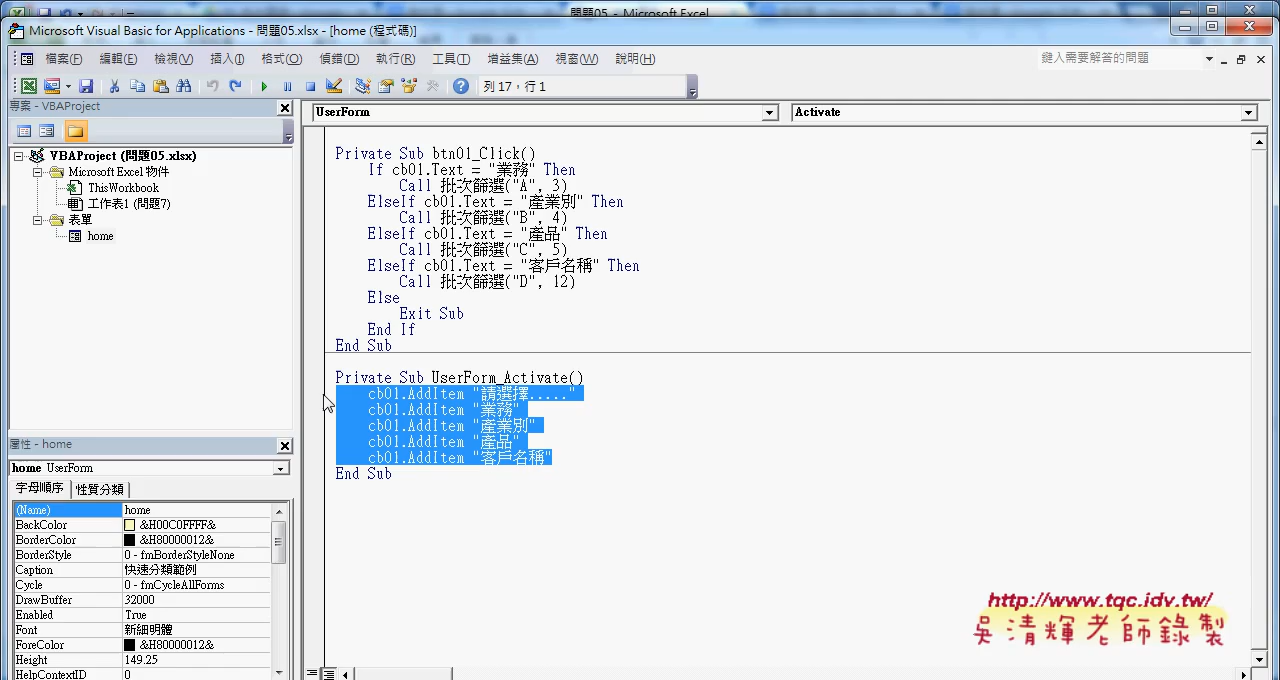 問題05 - Microsoft Excel
Microsoft Visual Basic for Applications - 問題05.xlsx - [home (程式碼)]
檔案(F) 編輯(E) 檢視(V) 插入(I) 格式(O) 偵錯(D) 執行(R) 工具(T) 增益集(A) 視窗(W) 說明(H) 鍵入需要解答的問題
列 17，行 1
專案 - VBAProject
UserForm Activate
VBAProject (問題05.xlsx)
Microsoft Excel 物件
ThisWorkbook
工作表1 (問題7)
表單
home
Private Sub btn01_Click()
If cb01.Text = "業務" Then
Call 批次篩選("A", 3)
ElseIf cb01.Text = "產業別" Then
Call 批次篩選("B", 4)
ElseIf cb01.Text = "產品" Then
Call 批次篩選("C", 5)
ElseIf cb01.Text = "客戶名稱" Then
Call 批次篩選("D", 12)
Else
Exit Sub
End If
End Sub
Private Sub UserForm_Activate()
cb01.AddItem "請選擇....."
cb01.AddItem "業務"
cb01.AddItem "產業別"
cb01.AddItem "產品"
cb01.AddItem "客戶名稱"
End Sub
屬性 - home
home UserForm
字母順序 性質分類
(Name) home
BackColor &H00C0FFFF&
BorderColor &H80000012&
BorderStyle 0 - fmBorderStyleNone
Caption 快速分類範例
Cycle 0 - fmCycleAllForms
DrawBuffer 32000
Enabled True
Font 新細明體
ForeColor &H80000012&
Height 149.25
HelpContextID 0
http://www.tqc.idv.tw/
吳清輝老師錄製